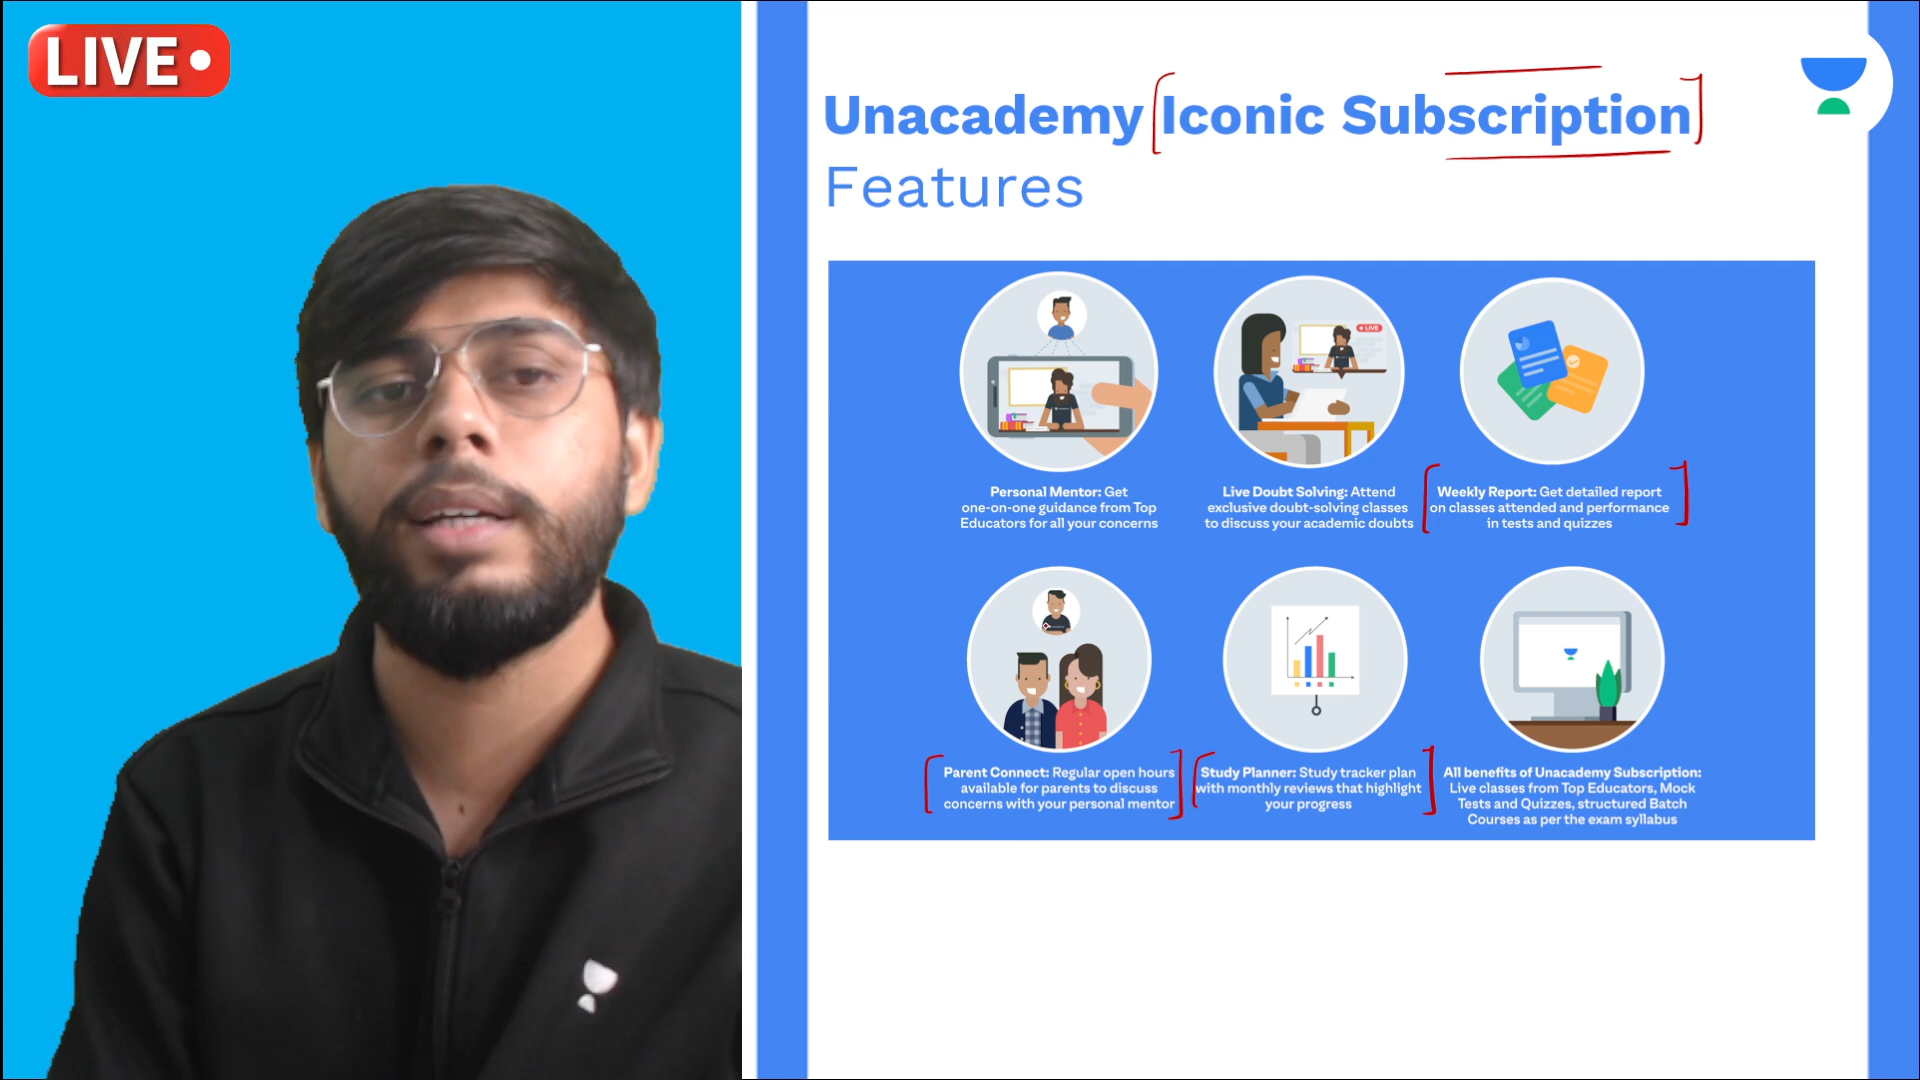 LIVE
Unacademy Iconic Subscription
Features
LIVE
Personal Mentor: Get
one-on-one guidance from Top
Educators for all your concerns
Live Doubt Solving: Attend
exclusive doubt-solving classes
to discuss your academic doubts
Weekly Report: Get detailed report
on classes attended and performance
in tests and quizzes
Parent Connect: Regular open hours
available for parents to discuss
concerns with your personal mentor
Study Planner: Study tracker plan
with monthly reviews that highlight
your progress
All benefits of Unacademy Subscription:
Live classes from Top Educators, Mock
Tests and Quizzes, structured Batch
Courses as per the exam syllabus